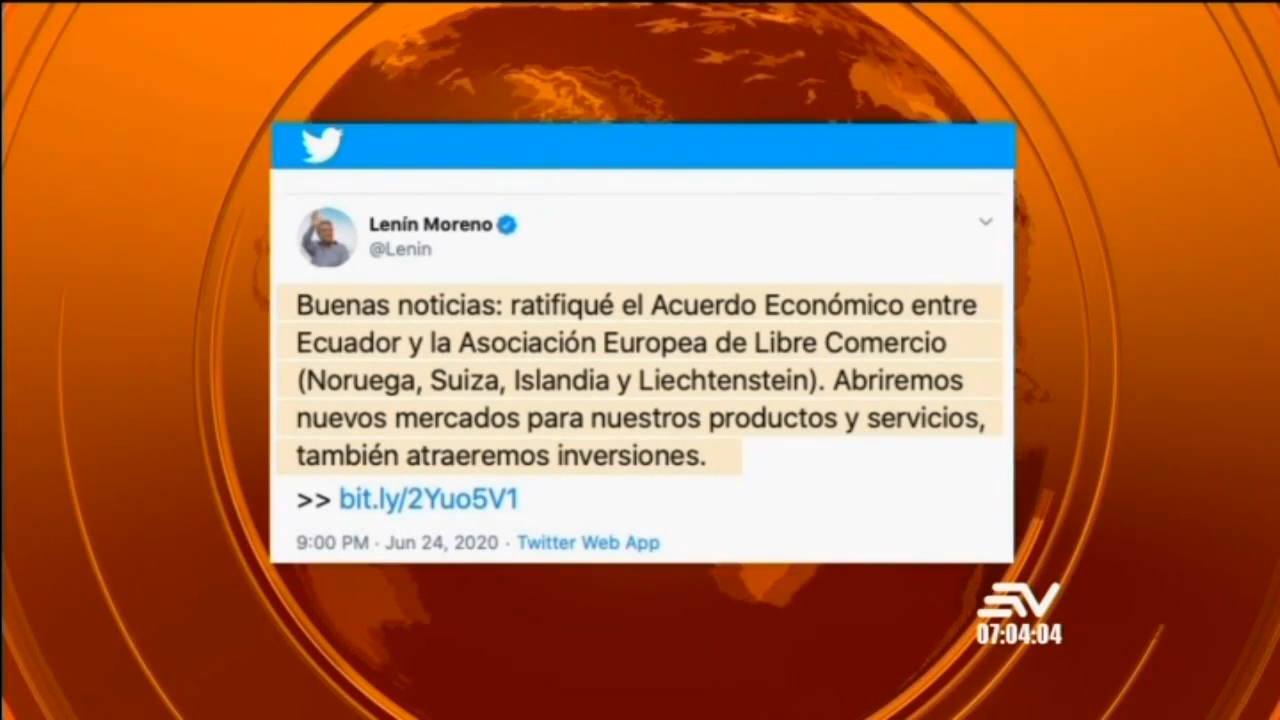 Lenín Moreno
@Lenin
Buenas noticias: ratifiqué el Acuerdo Económico entre
Ecuador y la Asociación Europea de Libre Comercio
(Noruega, Suiza, Islandia y Liechtenstein). Abriremos
nuevos mercados para nuestros productos y servicios,
también atraeremos inversiones.
>> bit.ly/2Yuo5V1
9:00 PM · Jun 24, 2020 · Twitter Web App
EV
07:04:04